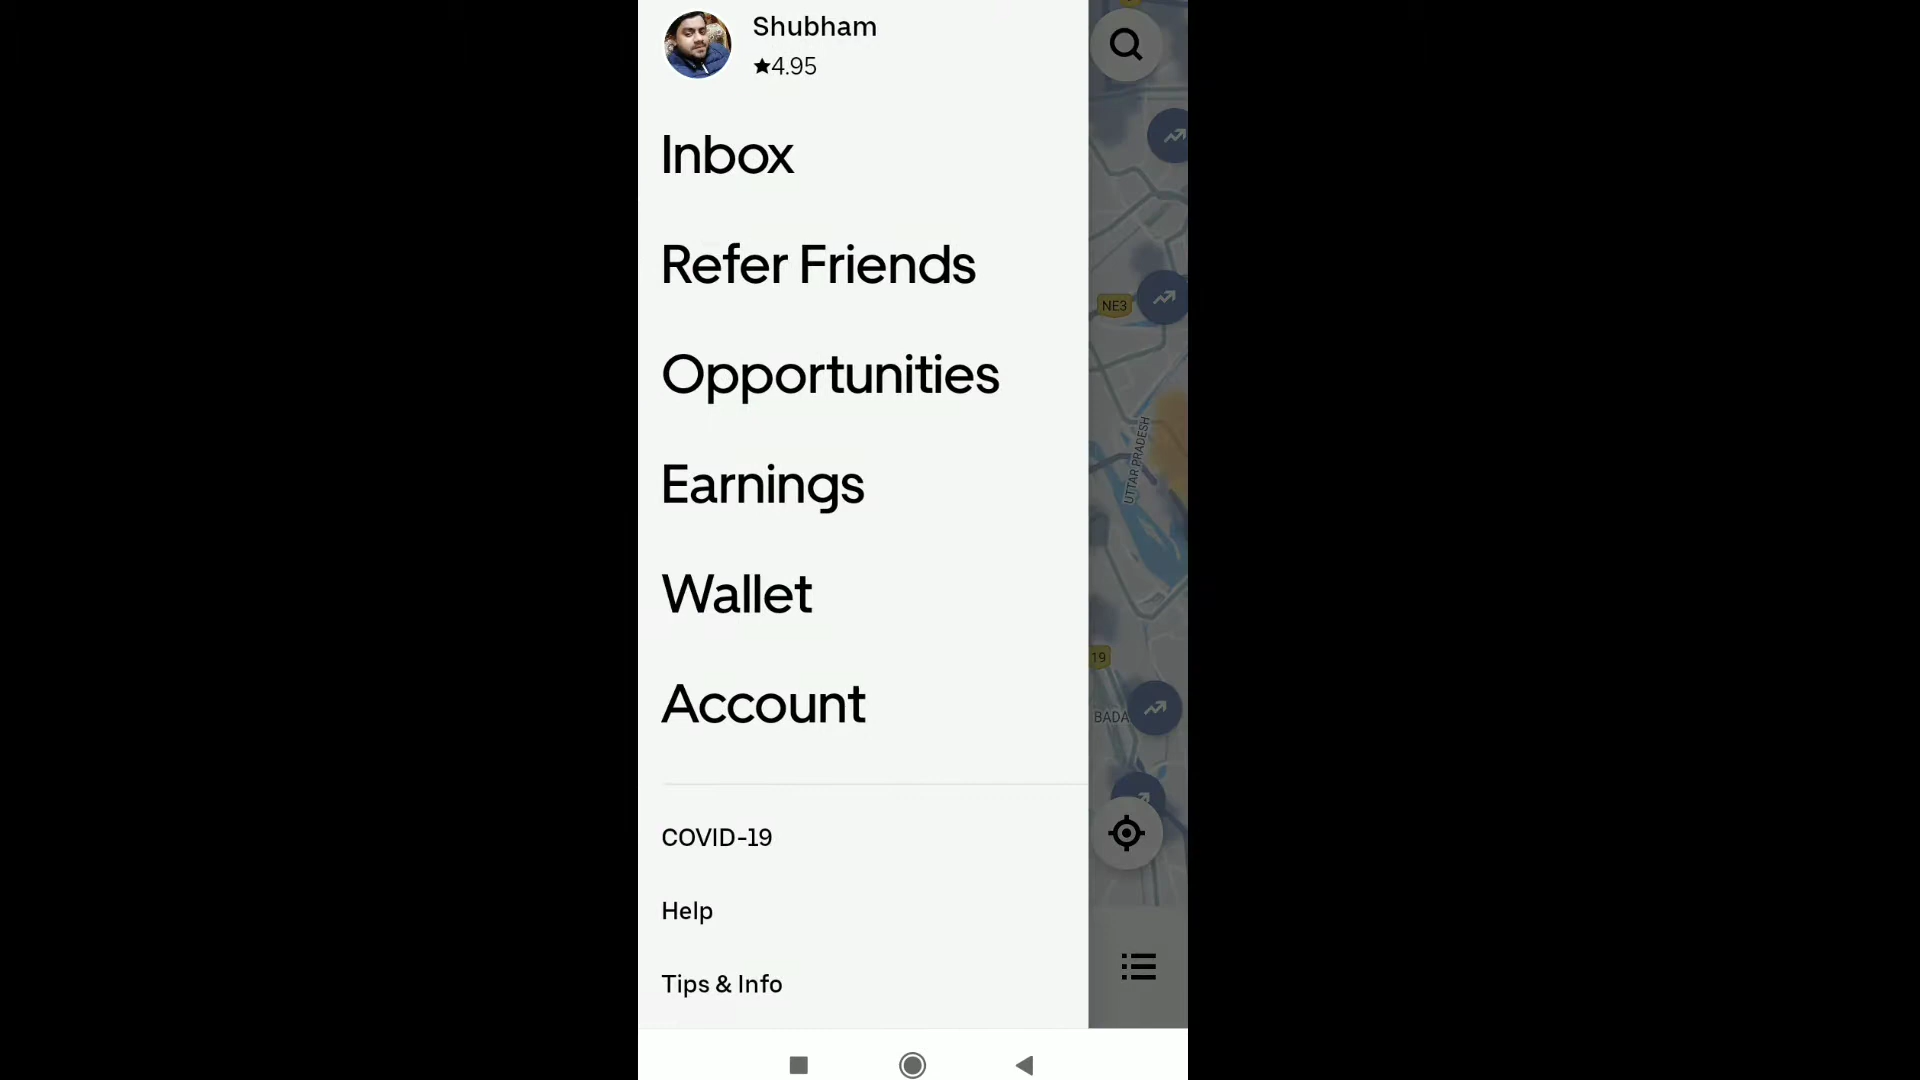 Shubham
★4.95
Inbox
Refer Friends
Opportunities
Earnings
Wallet
Account
COVID-19
Help
Tips & Info
NE3
UTTAR PRADESH
19
BADA